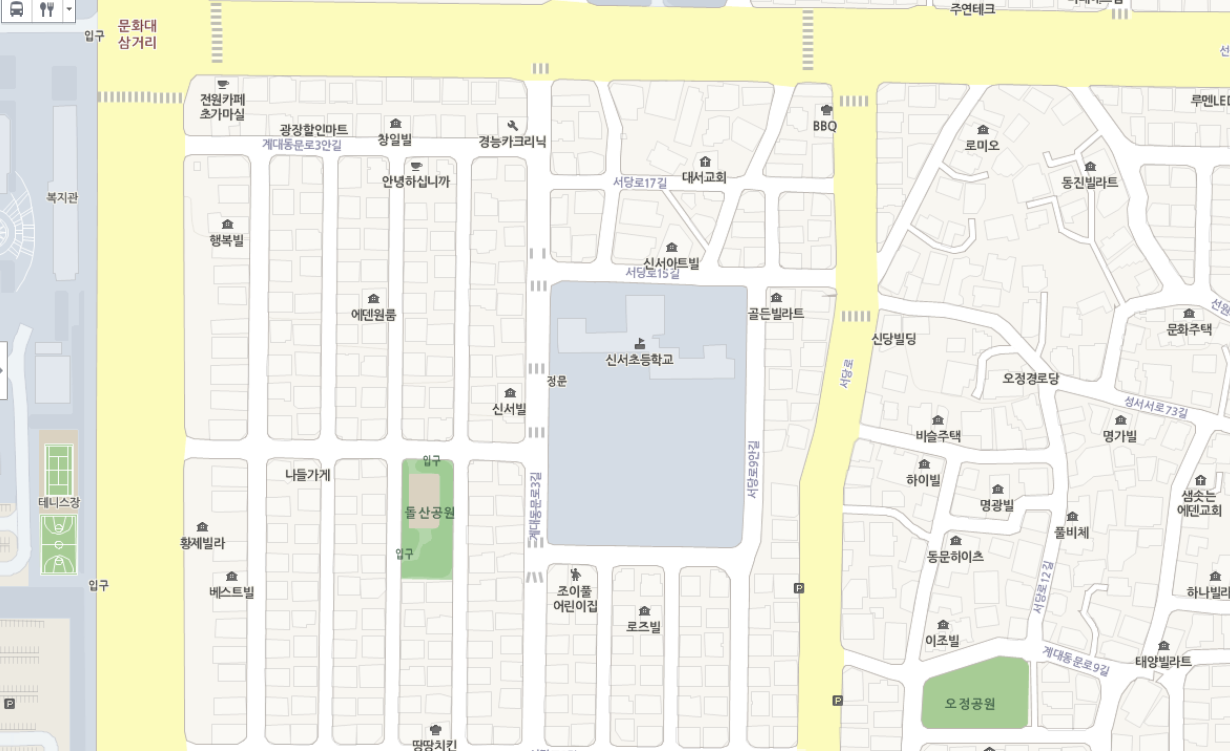 주연테크
문화대
삼거리
입구
전원카페
초가마실
광장할인마트
계대동문로3안길
창일빌
경능카크리닉
BBQ
루멘LED
로미오
안녕하십니까
서당로17길
대서교회
동진빌라트
복지관
행복빌
신서아트빌
서당로15길
에덴원룸
골든빌라트
선원
문화주택
신당빌딩
신서초등학교
정문
서당로
오정경로당
신서빌
성서서로73길
비슬주택
명가빌
입구
나들가게
하이빌
서당로9안길
명광빌
샘솟는
에덴교회
테니스장
돌산공원
계대동문로3길
풀비체
황제빌라
입구
동문하이츠
입구
베스트빌
조이풀
어린이집
P
서당로12길
하나빌라
로즈빌
이조빌
계대동문로9길
태양빌라트
P
P
오정공원
땅땅치킨